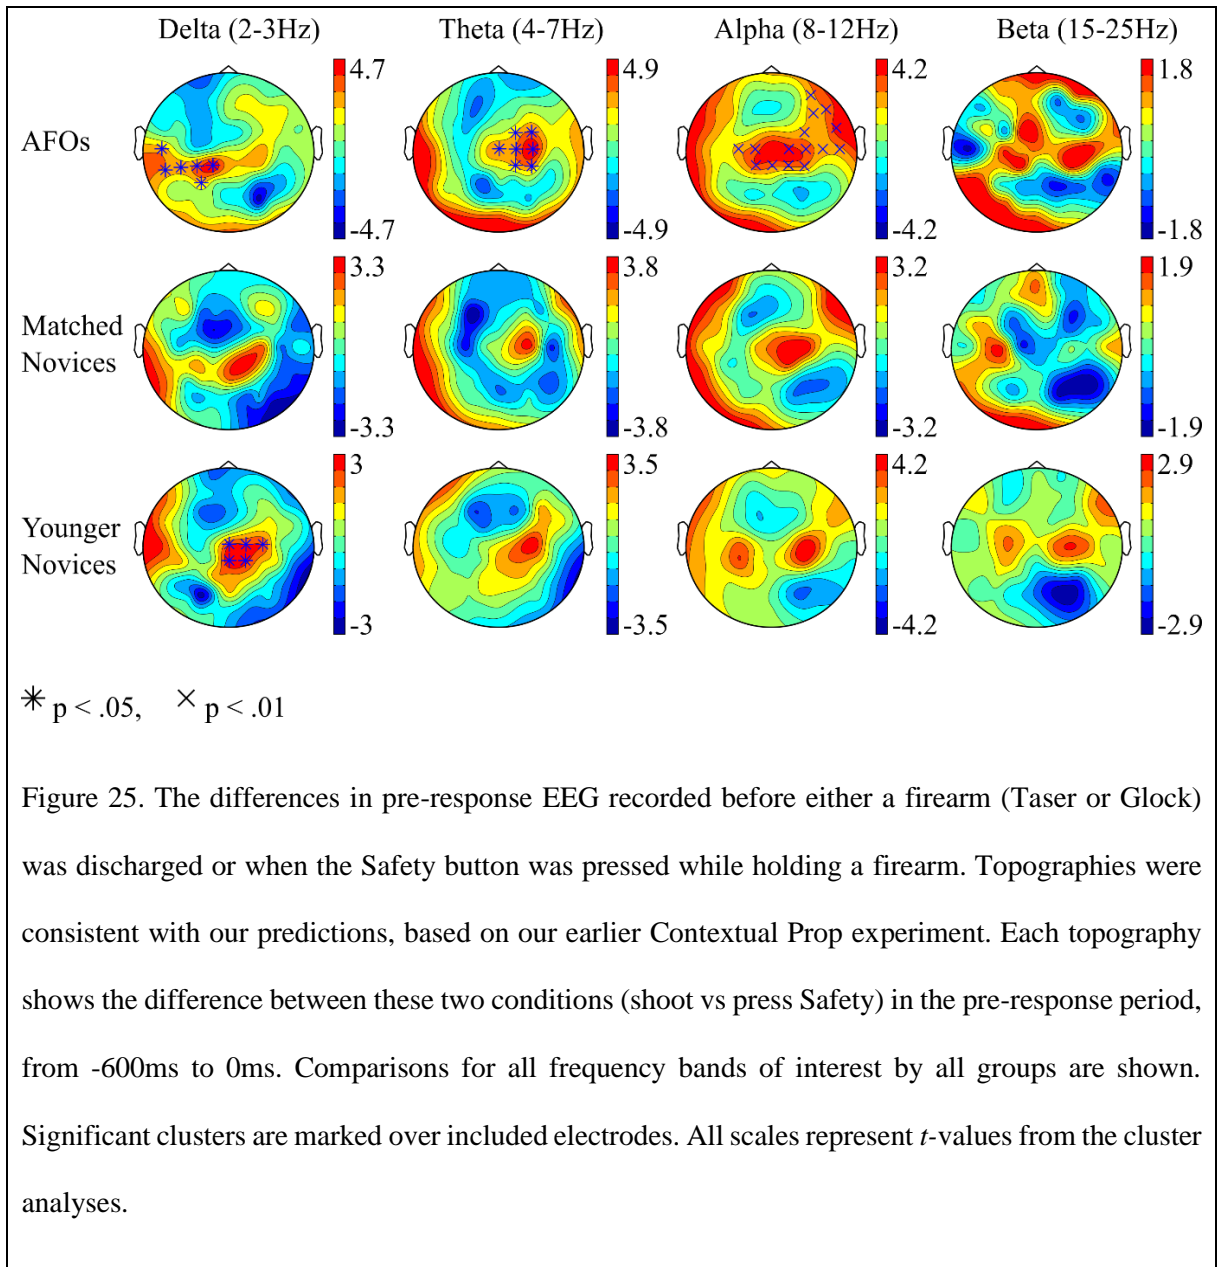 Delta (2-3Hz) Theta (4-7Hz) Alpha (8-12Hz) Beta (15-25Hz)
AFOs
4.7 4.9 4.2 1.8
-4.7 -4.9 -4.2 -1.8
Matched
Novices
3.3 3.8 3.2 1.9
-3.3 -3.8 -3.2 -1.9
Younger
Novices
3 3.5 4.2 2.9
-3 -3.5 -4.2 -2.9
* p < .05, × p < .01
Figure 25. The differences in pre-response EEG recorded before either a firearm (Taser or Glock)
was discharged or when the Safety button was pressed while holding a firearm. Topographies were
consistent with our predictions, based on our earlier Contextual Prop experiment. Each topography
shows the difference between these two conditions (shoot vs press Safety) in the pre-response period,
from -600ms to 0ms. Comparisons for all frequency bands of interest by all groups are shown.
Significant clusters are marked over included electrodes. All scales represent t-values from the cluster
analyses.